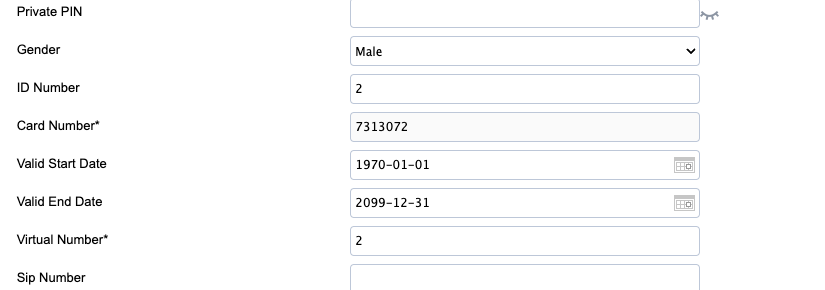 Private PIN
Gender Male
ID Number 2
Card Number* 7313072
Valid Start Date 1970-01-01
Valid End Date 2099-12-31
Virtual Number* 2
Sip Number